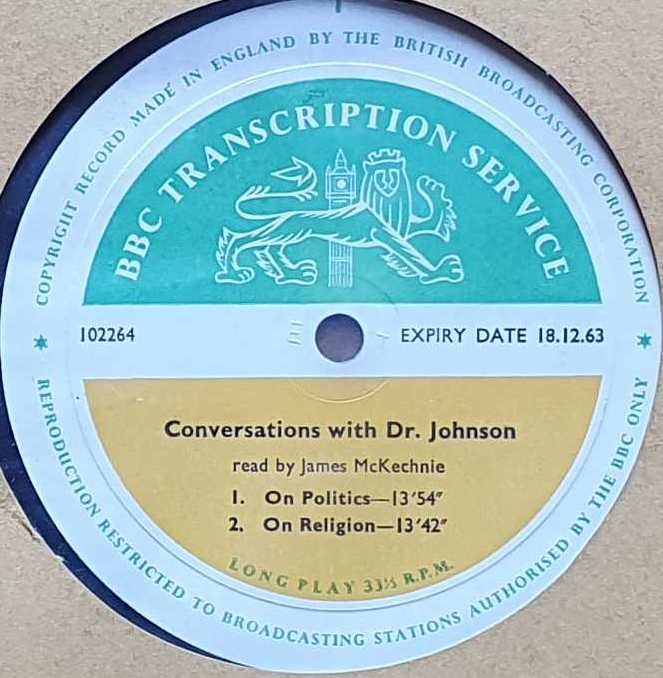 COPYRIGHT RECORD MADE IN ENGLAND BY THE BRITISH BROADCASTING CORPORATION
BBC TRANSCRIPTION SERVICE
102264
EXPIRY DATE 18.12.63
Conversations with Dr. Johnson
read by James McKechnie
1. On Politics—13′54″
2. On Religion—13′42″
LONG PLAY 33⅓ R.P.M.
REPRODUCTION RESTRICTED TO BROADCASTING STATIONS AUTHORISED BY THE BBC ONLY